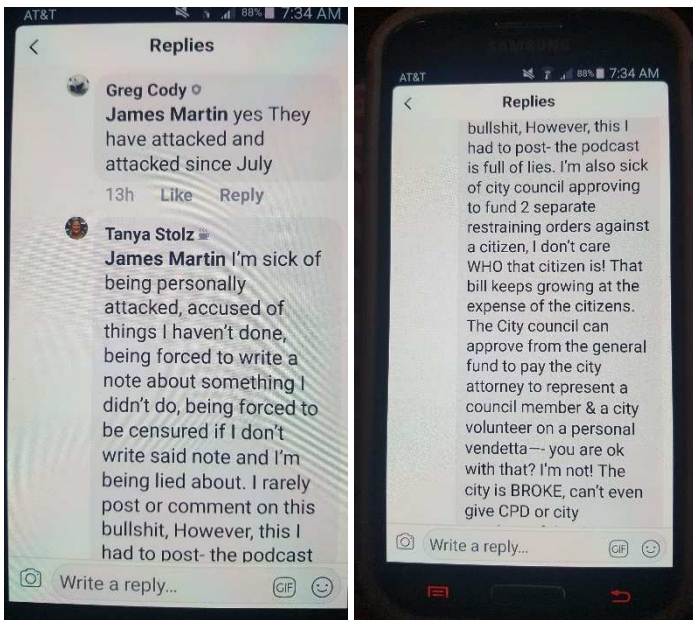 AT&T 88% 7:34 AM
Replies
Greg Cody
James Martin yes They
have attacked and
attacked since July
13h Like Reply
Tanya Stolz
James Martin I'm sick of
being personally
attacked, accused of
things I haven't done,
being forced to write a
note about something I
didn't do, being forced to
be censured if I don't
write said note and I'm
being lied about. I rarely
post or comment on this
bullshit, However, this I
had to post- the podcast
Write a reply...
GIF
SAMSUNG
AT&T 88% 7:34 AM
Replies
bullshit, However, this I
had to post- the podcast
is full of lies. I'm also sick
of city council approving
to fund 2 separate
restraining orders against
a citizen, I don't care
WHO that citizen is! That
bill keeps growing at the
expense of the citizens.
The City council can
approve from the general
fund to pay the city
attorney to represent a
council member & a city
volunteer on a personal
vendetta—- you are ok
with that? I'm not! The
city is BROKE, can't even
give CPD or city
Write a reply...
GIF